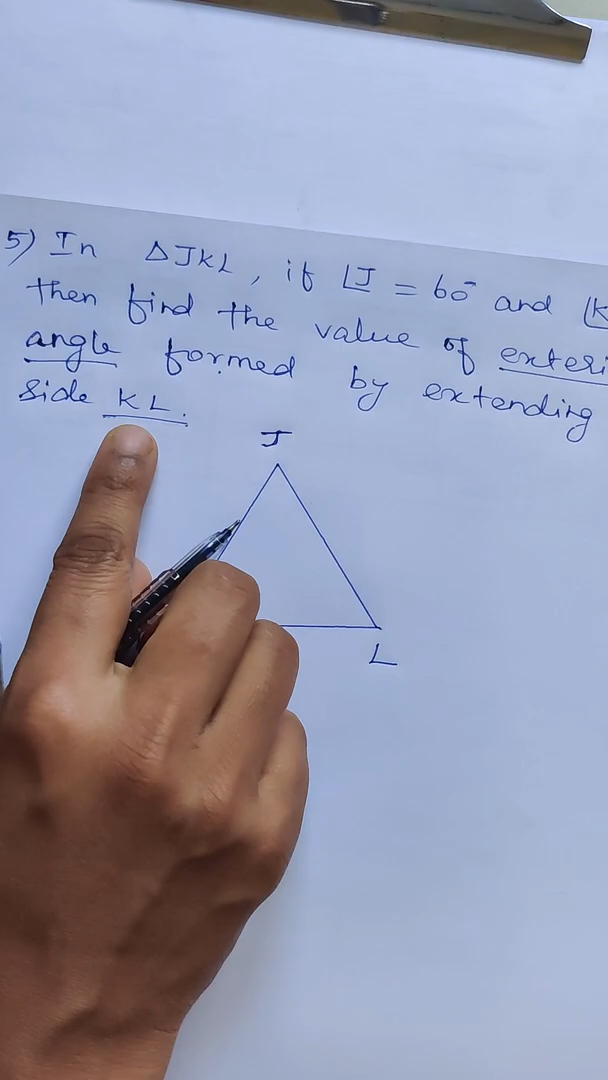 5) In ΔJKL, if ∠J = 60° and ∠K
then find the value of exteri
angle formed by extending
side KL.
J
L